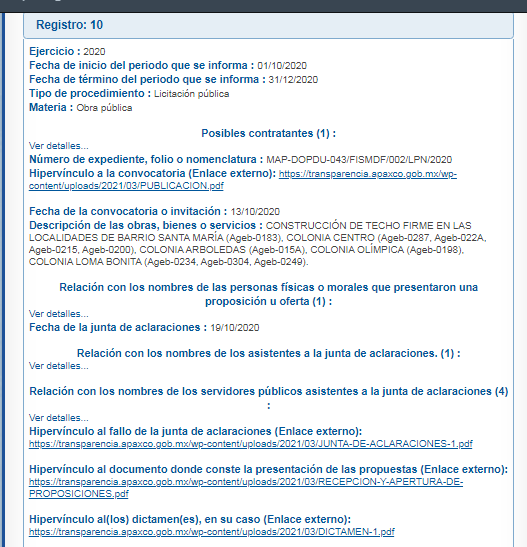 Registro: 10
Ejercicio : 2020
Fecha de inicio del periodo que se informa : 01/10/2020
Fecha de término del periodo que se informa : 31/12/2020
Tipo de procedimiento : Licitación pública
Materia : Obra pública
Posibles contratantes (1) :
Ver detalles...
Número de expediente, folio o nomenclatura : MAP-DOPDU-043/FISMDF/002/LPN/2020
Hipervínculo a la convocatoria (Enlace externo): https://transparencia.apaxco.gob.mx/wp-
content/uploads/2021/03/PUBLICACION.pdf
Fecha de la convocatoria o invitación : 13/10/2020
Descripción de las obras, bienes o servicios : CONSTRUCCIÓN DE TECHO FIRME EN LAS
LOCALIDADES DE BARRIO SANTA MARÍA (Ageb-0183), COLONIA CENTRO (Ageb-0287, Ageb-022A,
Ageb-0215, Ageb-0200), COLONIA ARBOLEDAS (Ageb-015A), COLONIA OLÍMPICA (Ageb-0198),
COLONIA LOMA BONITA (Ageb-0234, Ageb-0304, Ageb-0249).
Relación con los nombres de las personas físicas o morales que presentaron una
proposición u oferta (1) :
Ver detalles...
Fecha de la junta de aclaraciones : 19/10/2020
Relación con los nombres de los asistentes a la junta de aclaraciones. (1) :
Ver detalles...
Relación con los nombres de los servidores públicos asistentes a la junta de aclaraciones (4)
:
Ver detalles...
Hipervínculo al fallo de la junta de aclaraciones (Enlace externo):
https://transparencia.apaxco.gob.mx/wp-content/uploads/2021/03/JUNTA-DE-ACLARACIONES-1.pdf
Hipervínculo al documento donde conste la presentación de las propuestas (Enlace externo):
https://transparencia.apaxco.gob.mx/wp-content/uploads/2021/03/RECEPCION-Y-APERTURA-DE-
PROPOSICIONES.pdf
Hipervínculo al(los) dictamen(es), en su caso (Enlace externo):
https://transparencia.apaxco.gob.mx/wp-content/uploads/2021/03/DICTAMEN-1.pdf